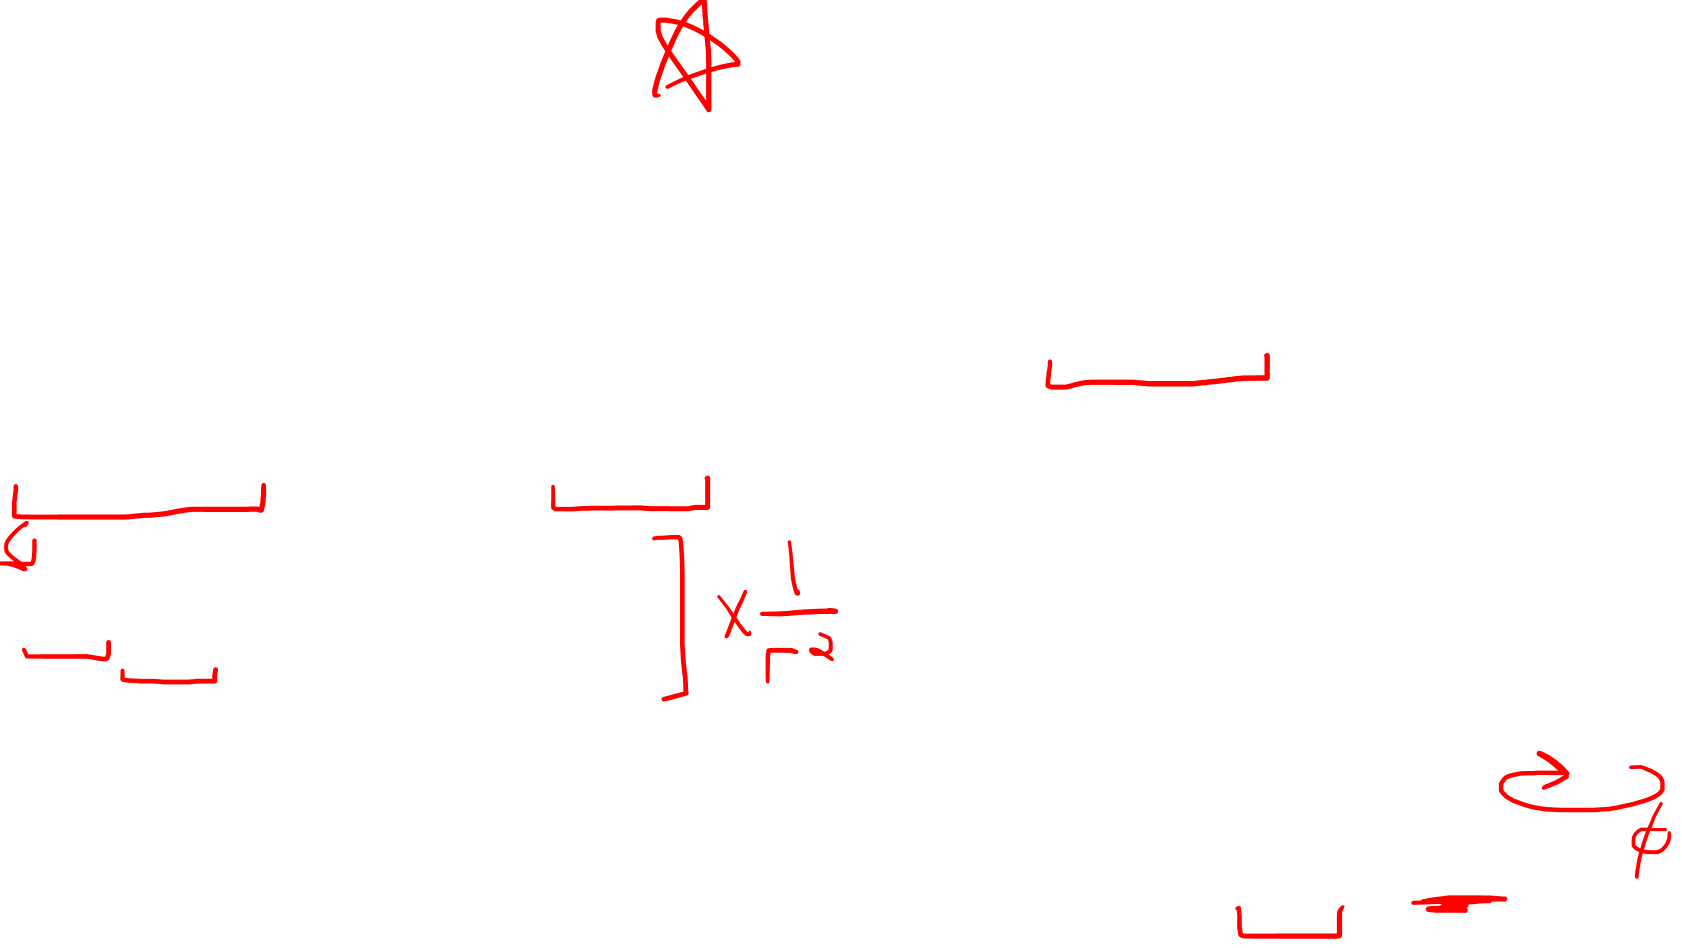 ] × 1/r²
ϕ